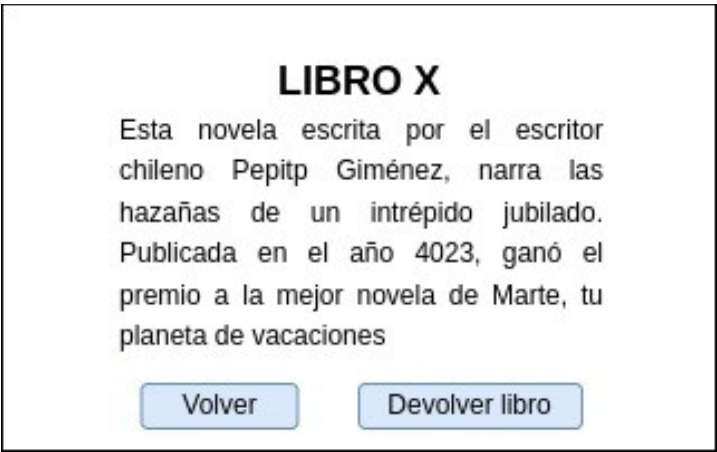 LIBRO X
Esta novela escrita por el escritor
chileno Pepitp Giménez, narra las
hazañas de un intrépido jubilado.
Publicada en el año 4023, ganó el
premio a la mejor novela de Marte, tu
planeta de vacaciones
Volver
Devolver libro